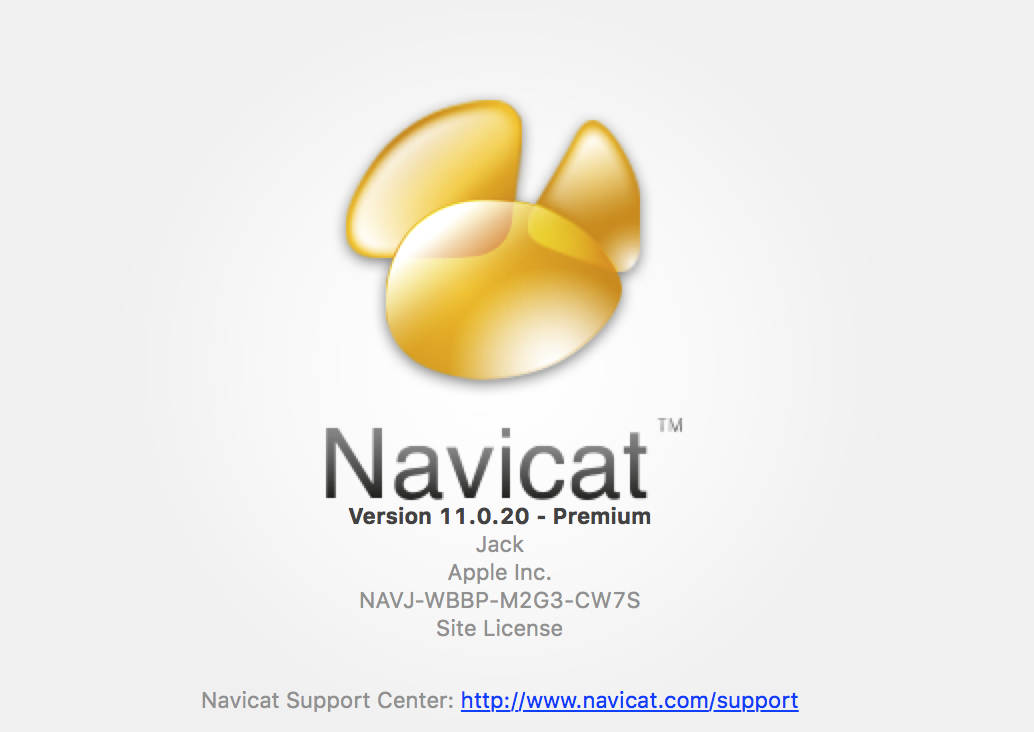 Navicat™
Version 11.0.20 - Premium
Jack
Apple Inc.
NAVJ-WBBP-M2G3-CW7S
Site License
Navicat Support Center: http://www.navicat.com/support